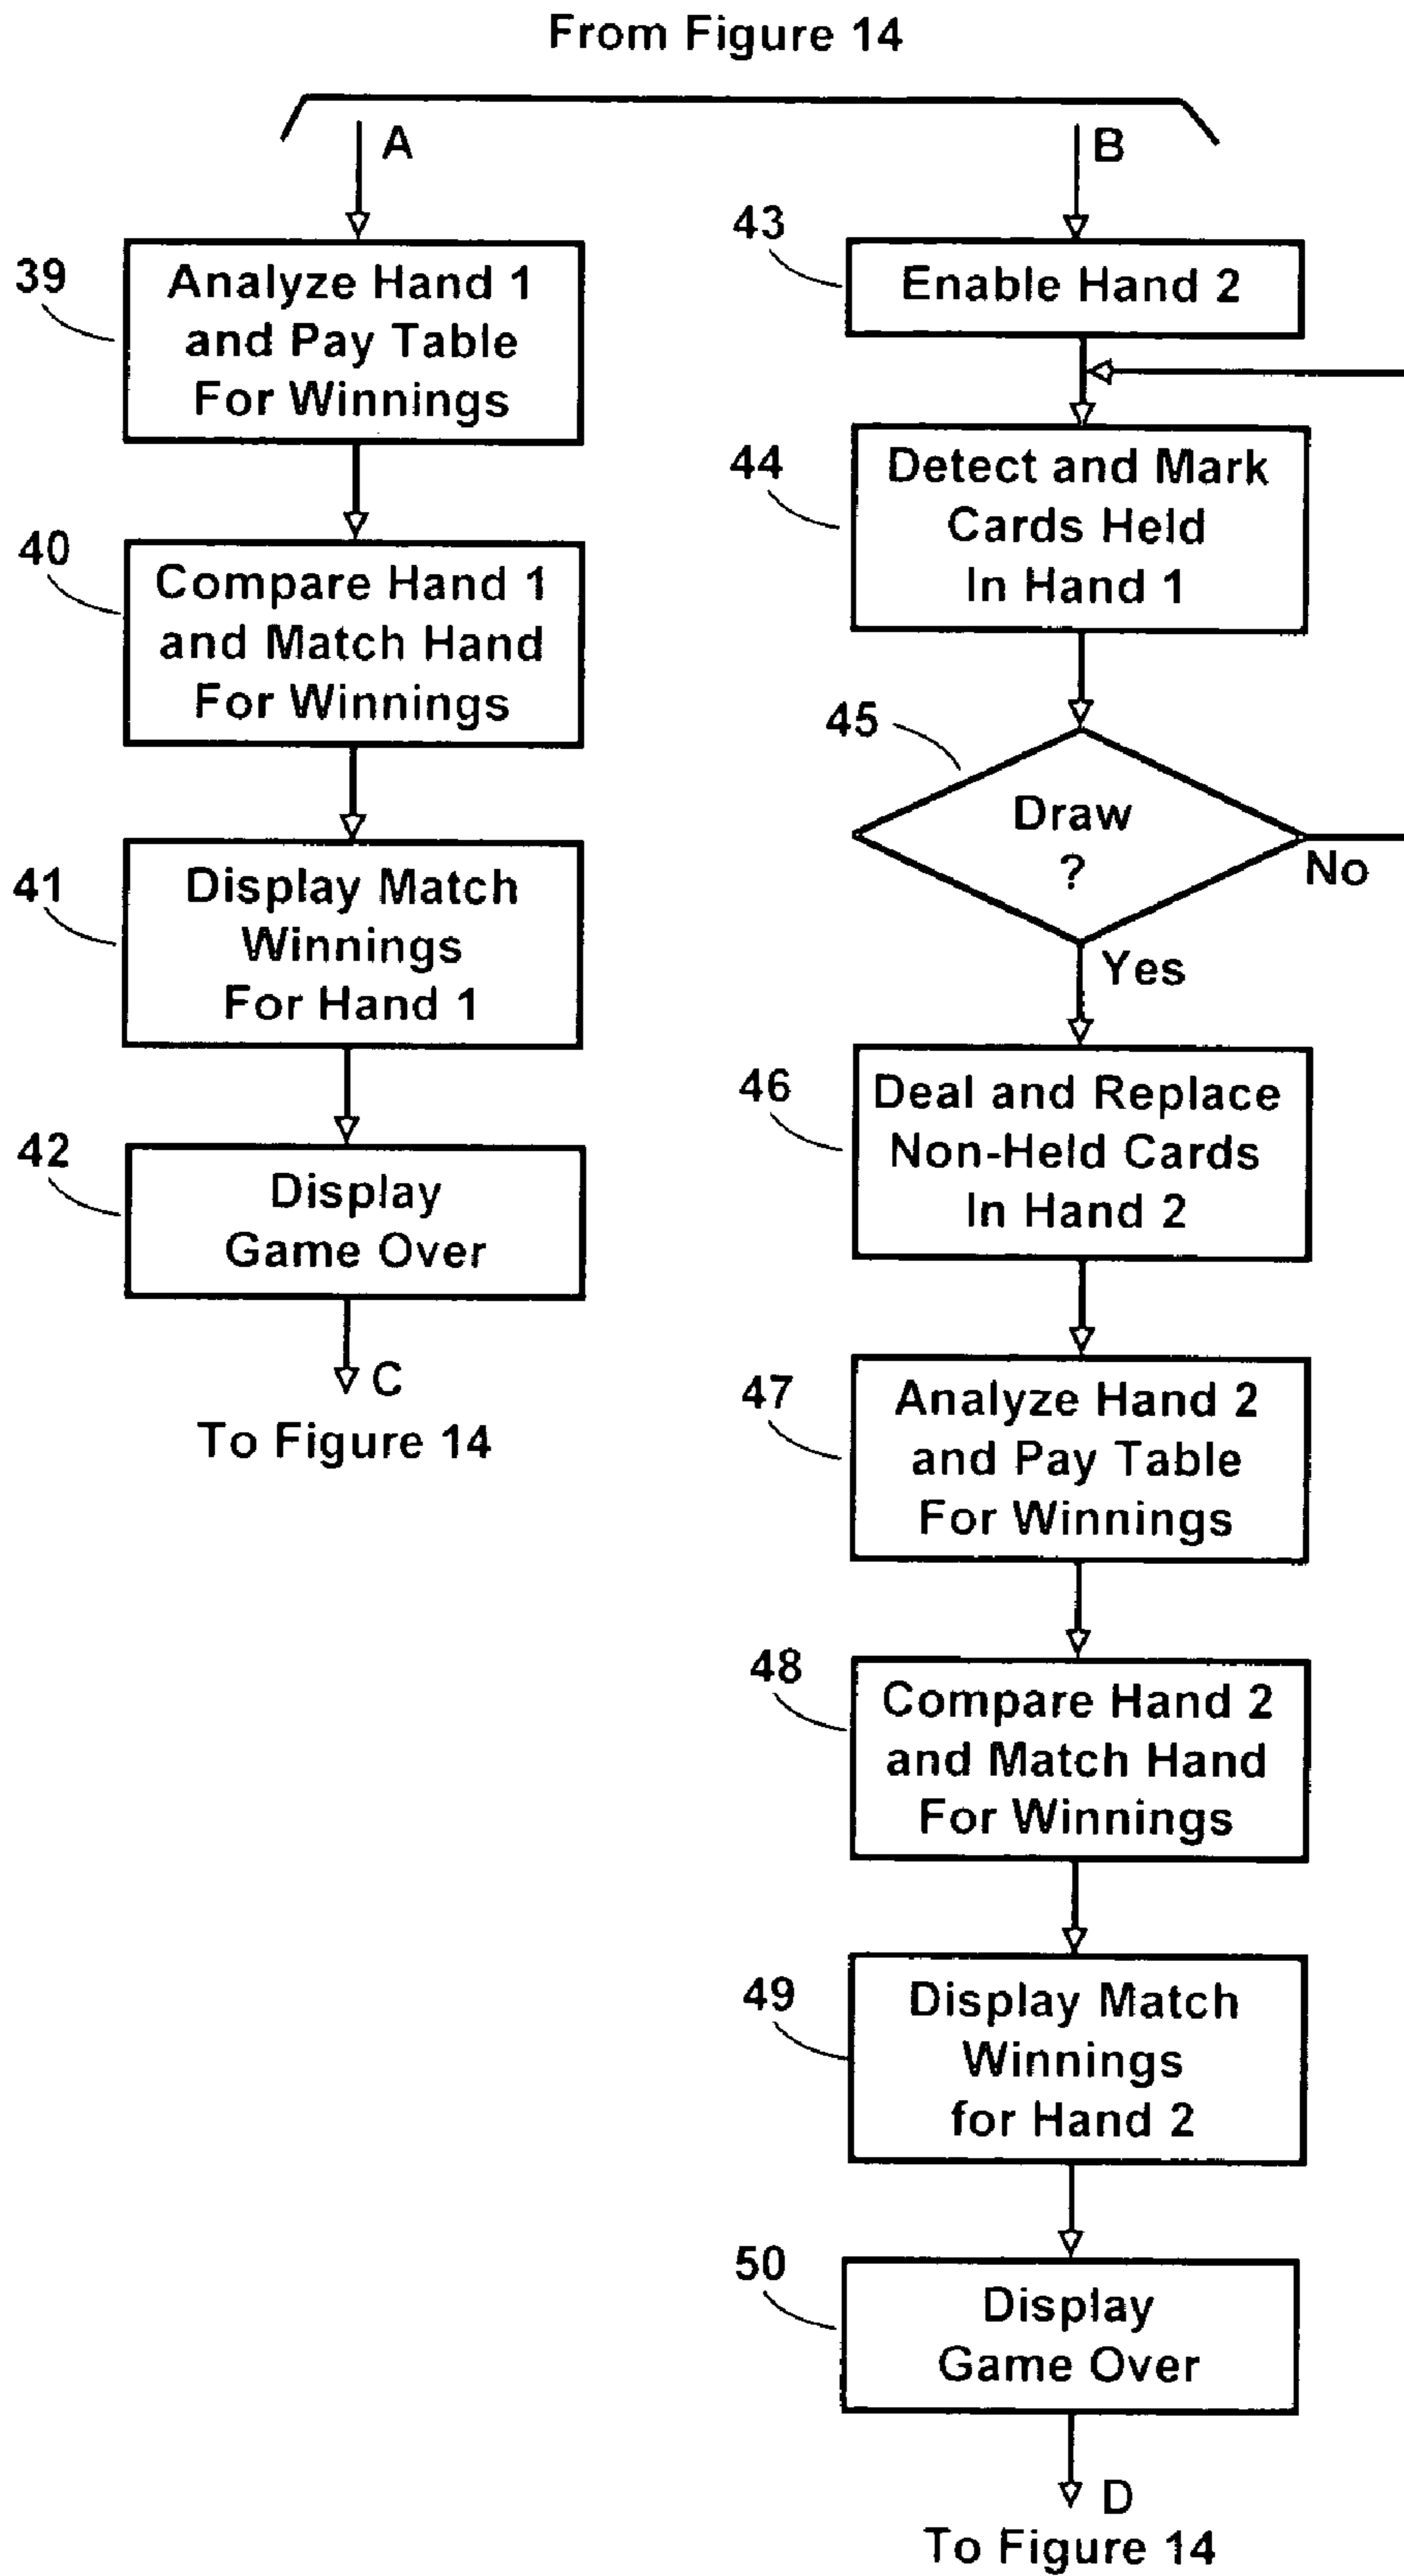 From Figure 14
A
39
Analyze Hand 1
and Pay Table
For Winnings
40
Compare Hand 1
and Match Hand
For Winnings
41
Display Match
Winnings
For Hand 1
42
Display
Game Over
C
To Figure 14
B
43
Enable Hand 2
44
Detect and Mark
Cards Held
In Hand 1
45
Draw
?
No
Yes
46
Deal and Replace
Non-Held Cards
In Hand 2
47
Analyze Hand 2
and Pay Table
For Winnings
48
Compare Hand 2
and Match Hand
For Winnings
49
Display Match
Winnings
for Hand 2
50
Display
Game Over
D
To Figure 14